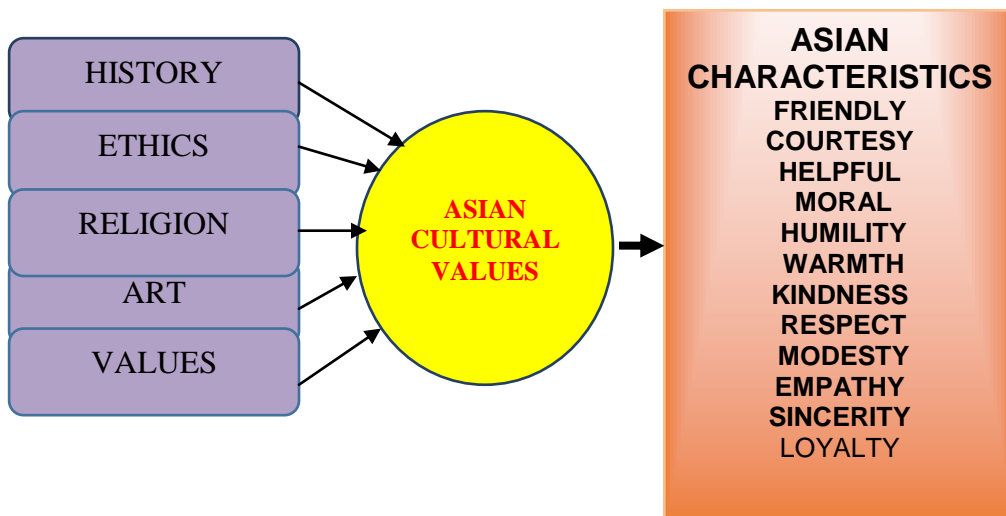 HISTORY
ETHICS
RELIGION
ART
VALUES
ASIAN
CULTURAL
VALUES
ASIAN
CHARACTERISTICS
FRIENDLY
COURTESY
HELPFUL
MORAL
HUMILITY
WARMTH
KINDNESS
RESPECT
MODESTY
EMPATHY
SINCERITY
LOYALTY